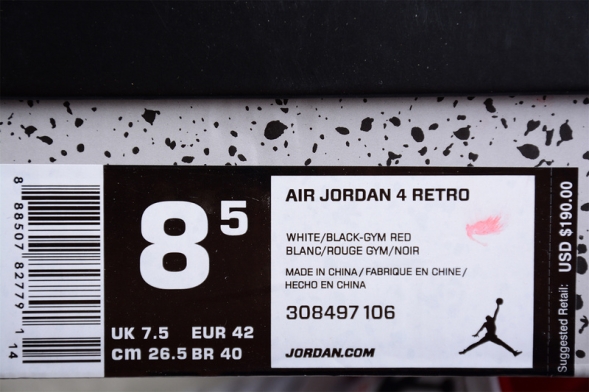 8 88507 82779 1 14
8 5
UK 7.5 EUR 42
cm 26.5 BR 40
AIR JORDAN 4 RETRO
WHITE/BLACK-GYM RED
BLANC/ROUGE GYM/NOIR
MADE IN CHINA/FABRIQUE EN CHINE/
HECHO EN CHINA
308497 106
JORDAN.COM
Suggested Retail: USD $190.00